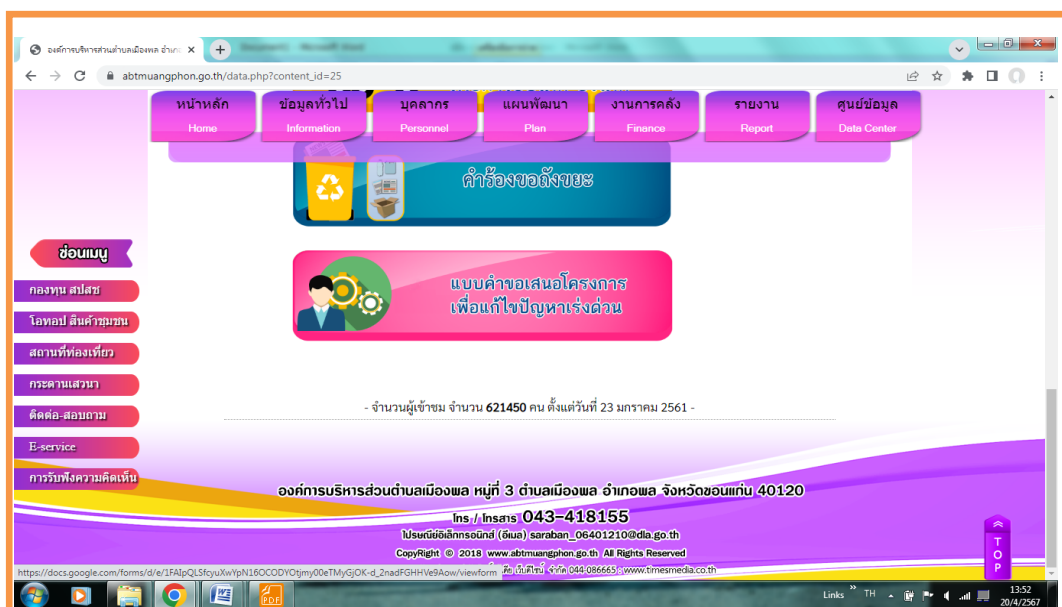 องค์การบริหารส่วนตำบลเมืองพล อำเภ
abtmuangphon.go.th/data.php?content_id=25
หน้าหลัก ข้อมูลทั่วไป บุคลากร แผนพัฒนา งานการคลัง รายงาน ศูนย์ข้อมูล
Home Information Personnel Plan Finance Report Data Center
คำร้องขอถังขยะ
ซ่อนเมนู
แบบคำขอเสนอโครงการ
เพื่อแก้ไขปัญหาเร่งด่วน
กองทุน สปสช
โอทอป สินค้าชุมชน
สถานที่ท่องเที่ยว
กระดานเสวนา
ติดต่อ-สอบถาม
E-service
การรับฟังความคิดเห็น
- จำนวนผู้เข้าชม จำนวน 621450 คน ตั้งแต่วันที่ 23 มกราคม 2561 -
องค์การบริหารส่วนตำบลเมืองพล หมู่ที่ 3 ตำบลเมืองพล อำเภอพล จังหวัดขอนแก่น 40120
โทร / โทรสาร 043-418155
ไปรษณีย์อิเล็กทรอนิกส์ (อีเมล) saraban_06401210@dla.go.th
CopyRight © 2018 www.abtmuangphon.go.th All Rights Reserved
จำกัด 044-086665 : www.timesmedia.co.th
https://docs.google.com/forms/d/e/1FAIpQLSfcyuXwYpN16OCODYOtjmy00eTMyGjOK-d_2nadFGHHVe9Aow/viewform
TOP
PDF
Links TH
13:52
20/4/2567